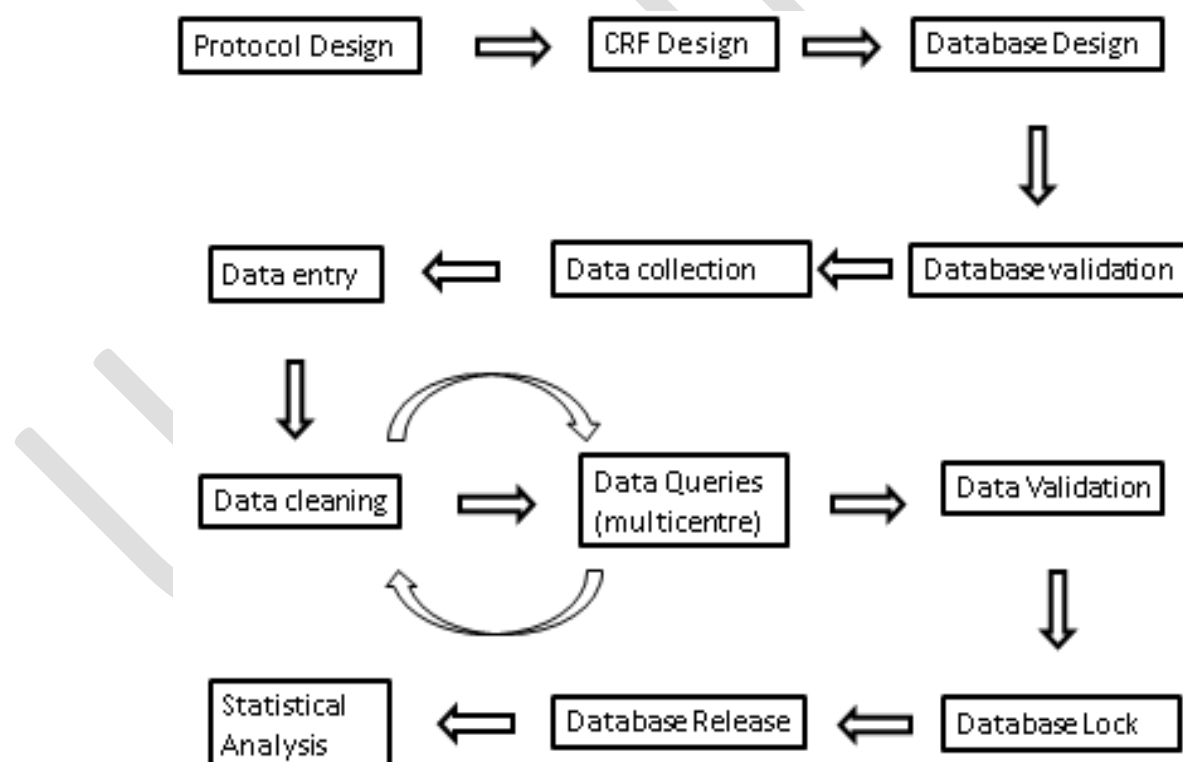 Protocol Design
CRF Design
Database Design
Database validation
Data collection
Data entry
Data cleaning
Data Queries
(multicentre)
Data Validation
Database Lock
Database Release
Statistical
Analysis